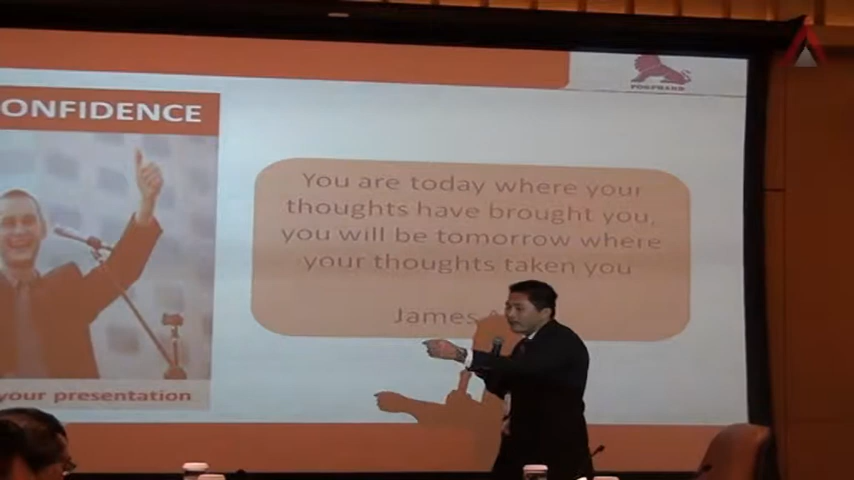 ONFIDENCE
You are today where your
thoughts have brought you,
you will be tomorrow where
your thoughts taken you
James
your presentation